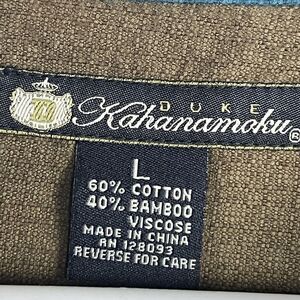 DUKE
Kahanamoku®
L
60% COTTON
40% BAMBOO
VISCOSE
MADE IN CHINA
RN 128093
REVERSE FOR CARE